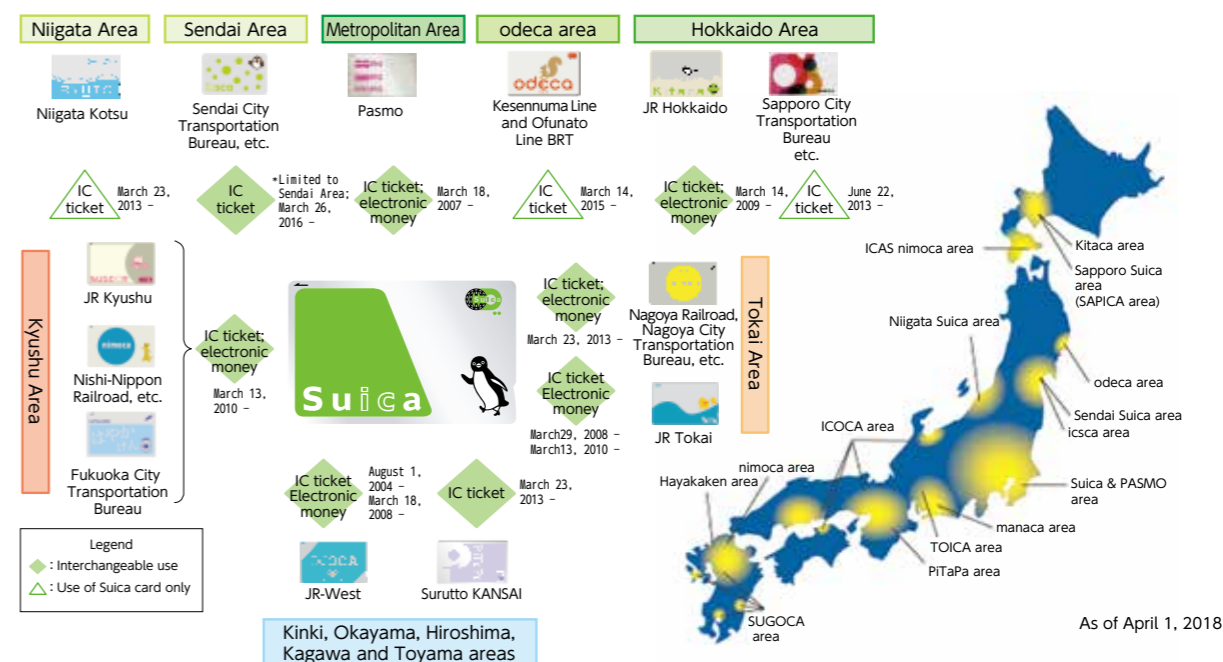 Niigata Area
Sendai Area
Metropolitan Area
odeca area
Hokkaido Area
odeca
Kitaca
Niigata Kotsu
Sendai City
Transportation
Bureau, etc.
Pasmo
Kesennuma Line
and Ofunato
Line BRT
JR Hokkaido
Sapporo City
Transportation
Bureau
etc.
IC
ticket
March 23,
2013 –
IC
ticket
*Limited to
Sendai Area;
March 26,
2016 –
IC ticket;
electronic
money
March 18,
2007 –
IC
ticket
March 14,
2015 –
IC ticket;
electronic
money
March 14,
2009 –
IC
ticket
June 22,
2013 –
Kyushu Area
JR Kyushu
nimoca
Nishi-Nippon
Railroad, etc.
Fukuoka City
Transportation
Bureau
IC ticket;
electronic
money
March 13,
2010 –
Suica
Suica
IC ticket;
electronic
money
March 23, 2013 –
Nagoya Railroad,
Nagoya City
Transportation
Bureau, etc.
IC ticket
Electronic
money
March29, 2008 –
March13, 2010 –
JR Tokai
Tokai Area
IC ticket
Electronic
money
August 1,
2004 –
March 18,
2008 –
IC ticket
March 23,
2013 –
JR-West
Surutto KANSAI
Kinki, Okayama, Hiroshima,
Kagawa and Toyama areas
Legend
: Interchangeable use
: Use of Suica card only
ICAS nimoca area
Kitaca area
Sapporo Suica
area
(SAPICA area)
Niigata Suica area
odeca area
Sendai Suica area
icsca area
ICOCA area
nimoca area
Hayakaken area
Suica & PASMO
area
manaca area
TOICA area
PiTaPa area
SUGOCA
area
As of April 1, 2018